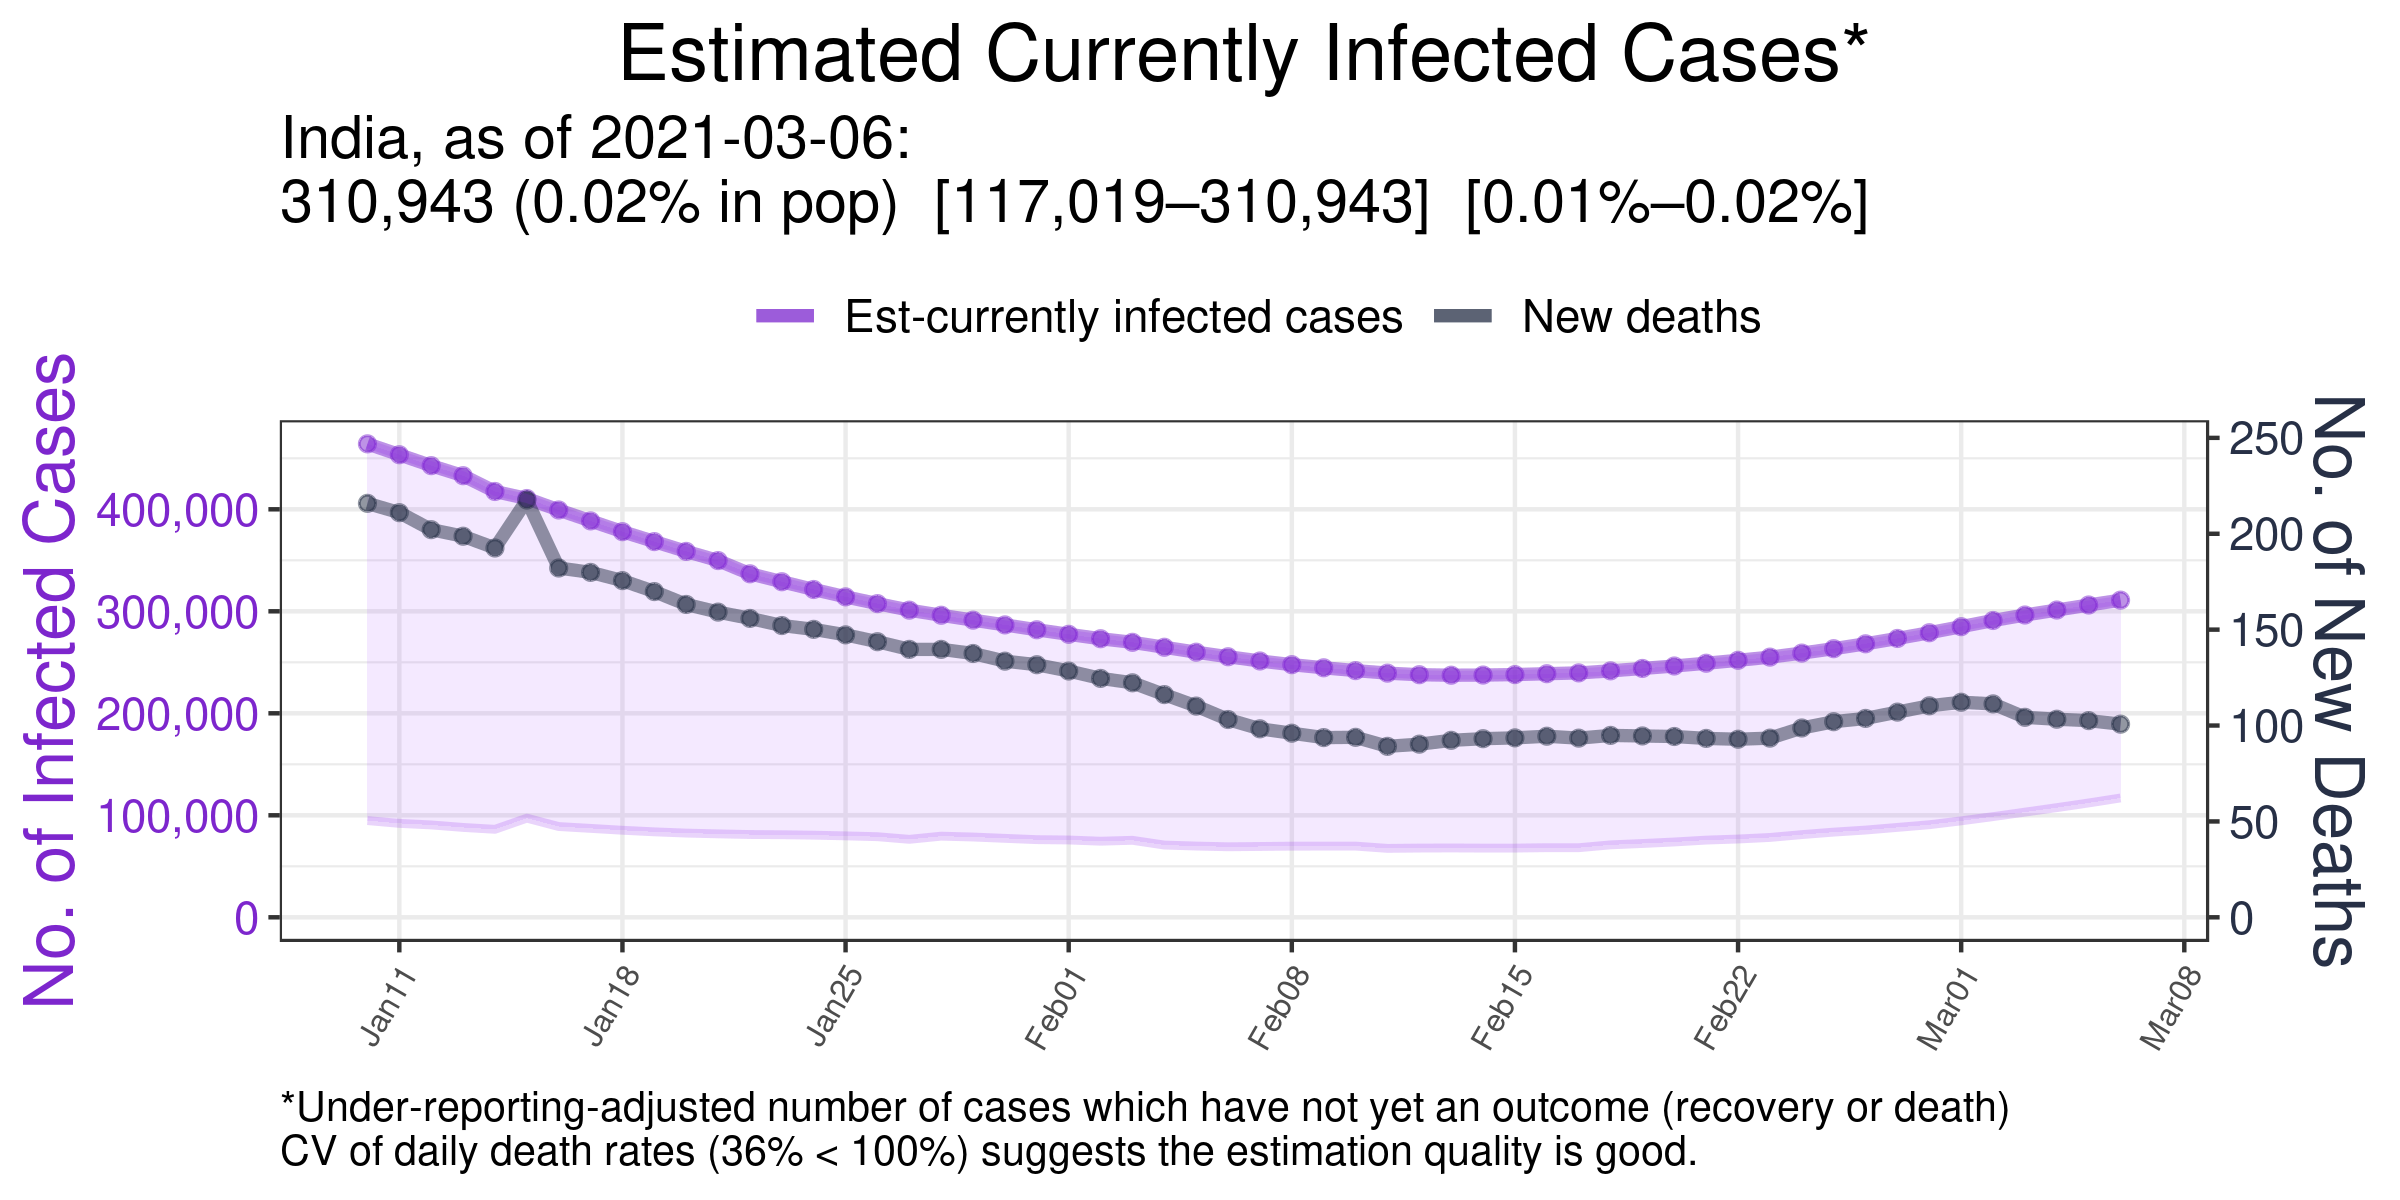 Estimated Currently Infected Cases*
India, as of 2021-03-06:
310,943 (0.02% in pop)  [117,019–310,943]  [0.01%–0.02%]
Est-currently infected cases
New deaths
No. of Infected Cases
400,000
300,000
200,000
100,000
0
250
200
150
100
50
0
No. of New Deaths
Jan11
Jan18
Jan25
Feb01
Feb08
Feb15
Feb22
Mar01
Mar08
*Under-reporting-adjusted number of cases which have not yet an outcome (recovery or death)
CV of daily death rates (36% < 100%) suggests the estimation quality is good.